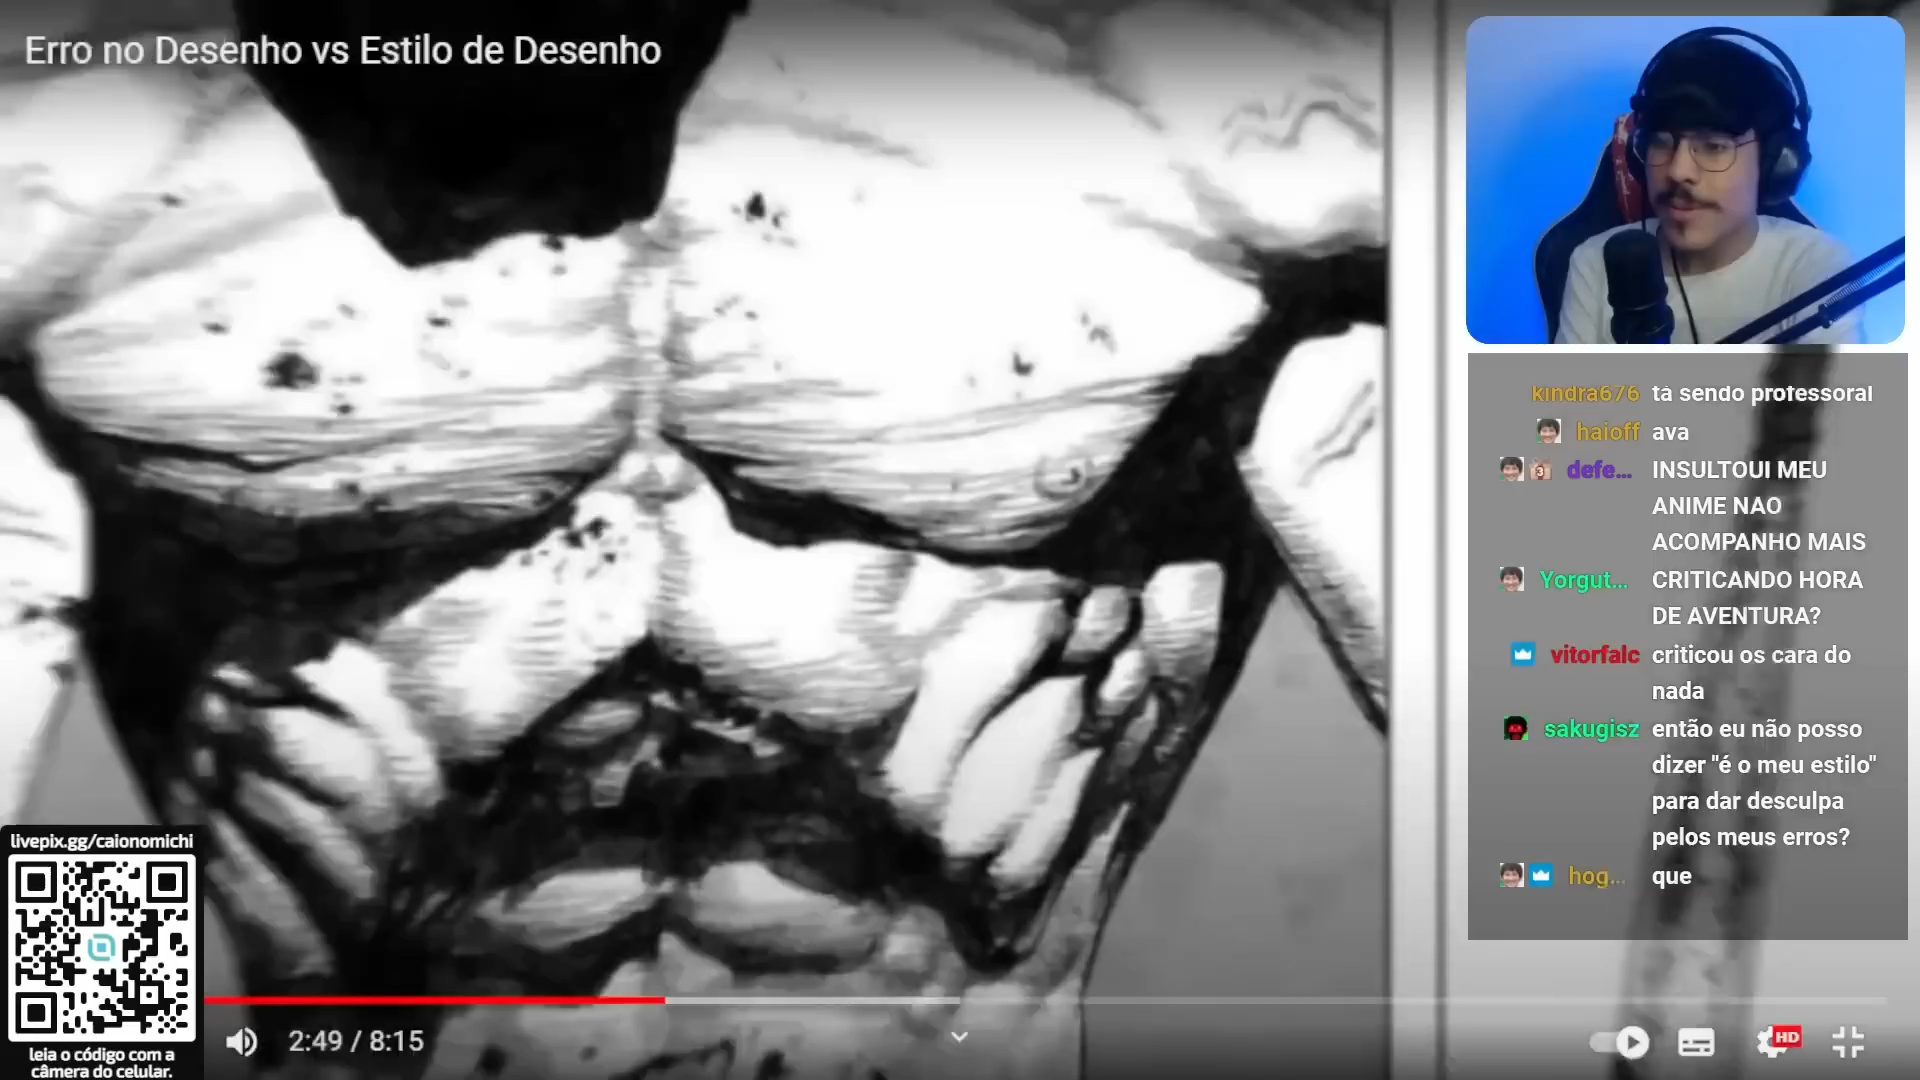 Erro no Desenho vs Estilo de Desenho
kindra676 tá sendo professoral
haioff ava
defe... INSULTOUI MEU
ANIME NAO
ACOMPANHO MAIS
Yorgut... CRITICANDO HORA
DE AVENTURA?
vitorfalc criticou os cara do
nada
sakugisz então eu não posso
dizer "é o meu estilo"
para dar desculpa
pelos meus erros?
hog... que
livepix.gg/caionomichi
leia o código com a
câmera do celular.
2:49 / 8:15
HD